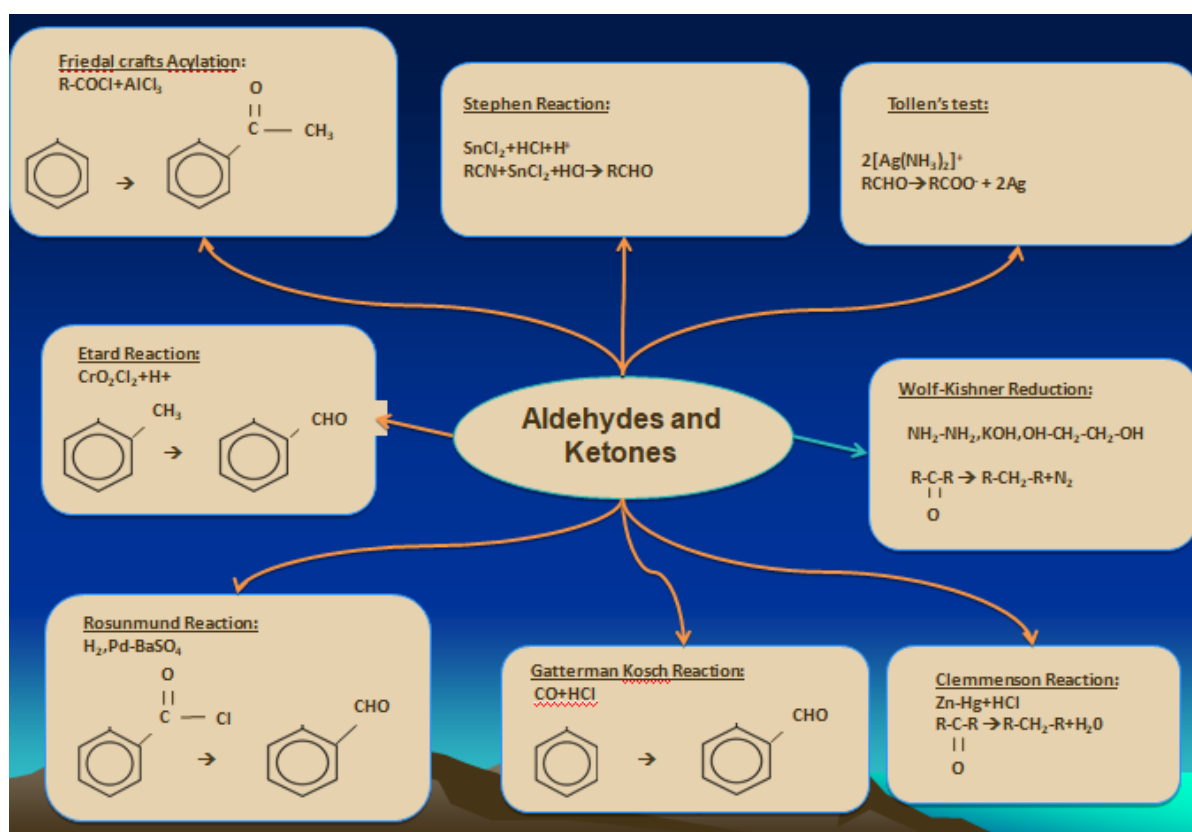 Friedal crafts Acylation:
R-COCl+AlCl₃
O
C — CH₃
→
Stephen Reaction:
SnCl₂+HCl+H⁺
RCN+SnCl₂+HCl→ RCHO
Tollen's test:
2[Ag(NH₃)₂]⁺
RCHO→RCOO⁻ + 2Ag
Etard Reaction:
CrO₂Cl₂+H+
CH₃
CHO
→
Aldehydes and
Ketones
Wolf-Kishner Reduction:
NH₂-NH₂,KOH,OH-CH₂-CH₂-OH
R-C-R → R-CH₂-R+N₂
O
Rosunmund Reaction:
H₂,Pd-BaSO₄
O
C — Cl
CHO
→
Gatterman Kosch Reaction:
CO+HCl
CHO
→
Clemmenson Reaction:
Zn-Hg+HCl
R-C-R →R-CH₂-R+H₂0
O